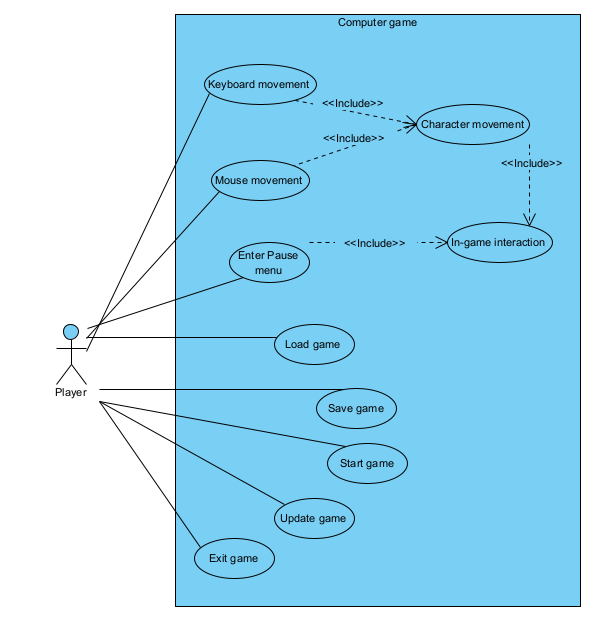 Computer game
Keyboard movement
<<Include>>
Character movement
<<Include>>
<<Include>>
Mouse movement
<<Include>>
In-game interaction
Enter Pause
menu
Load game
Player
Save game
Start game
Update game
Exit game